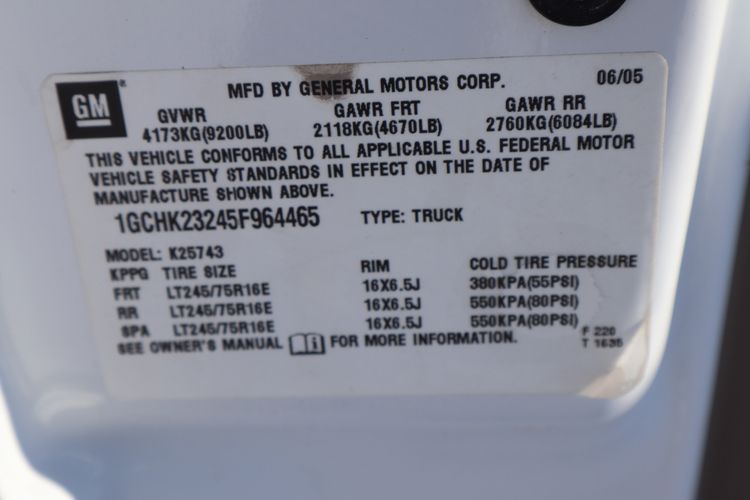 GM
MFD BY GENERAL MOTORS CORP. 06/05
GVWR GAWR FRT GAWR RR
4173KG(9200LB) 2118KG(4670LB) 2760KG(6084LB)
THIS VEHICLE CONFORMS TO ALL APPLICABLE U.S. FEDERAL MOTOR
VEHICLE SAFETY STANDARDS IN EFFECT ON THE DATE OF
MANUFACTURE SHOWN ABOVE.
1GCHK23245F964465 TYPE: TRUCK
MODEL: K25743
KPPG TIRE SIZE RIM COLD TIRE PRESSURE
FRT LT245/75R16E 16X6.5J 380KPA(55PSI)
RR LT245/75R16E 16X6.5J 550KPA(80PSI)
SPA LT245/75R16E 16X6.5J 550KPA(80PSI)
SEE OWNER'S MANUAL i FOR MORE INFORMATION.
F 220
T 1635